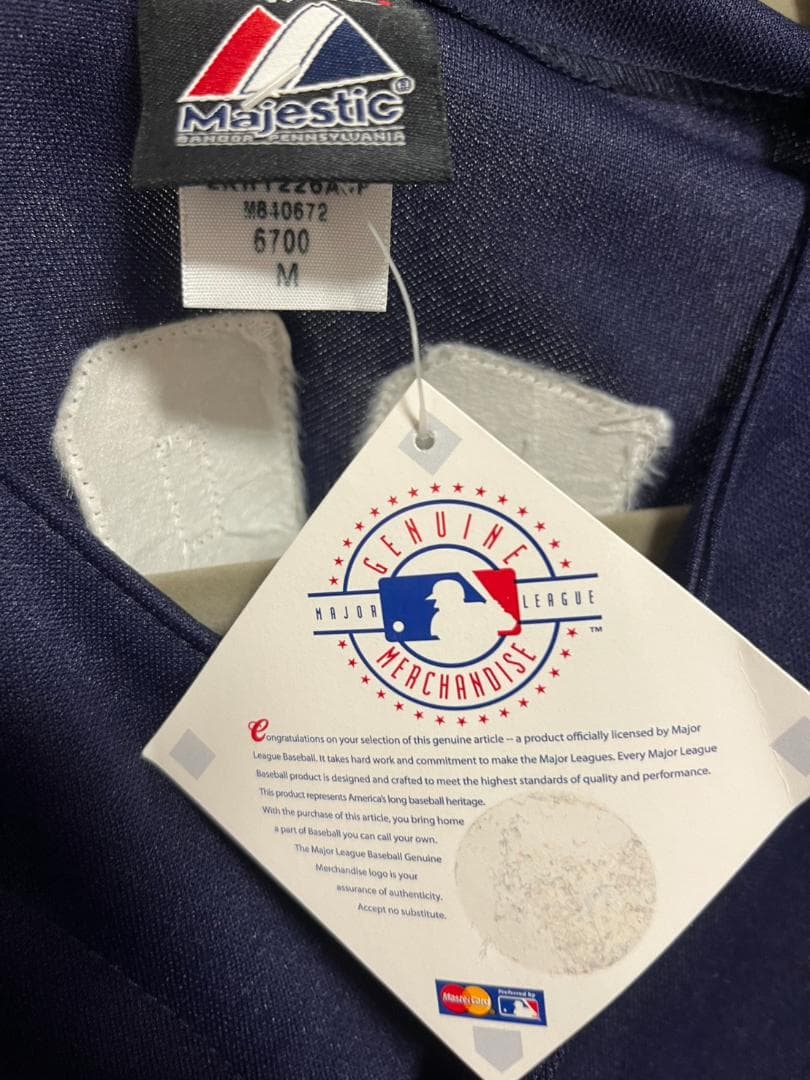 Majestic®
BANGOR PENNSYLVANIA
M840672
6700
M
GENUINE
MAJOR LEAGUE
TM
MERCHANDISE
Congratulations on your selection of this genuine article – a product officially licensed by Major
League Baseball. It takes hard work and commitment to make the Major Leagues. Every Major League
Baseball product is designed and crafted to meet the highest standards of quality and performance.
This product represents America's long baseball heritage.
With the purchase of this article, you bring home
a part of Baseball you can call your own.
The Major League Baseball Genuine
Merchandise logo is your
assurance of authenticity.
Accept no substitute.
MasterCard
Preferred by